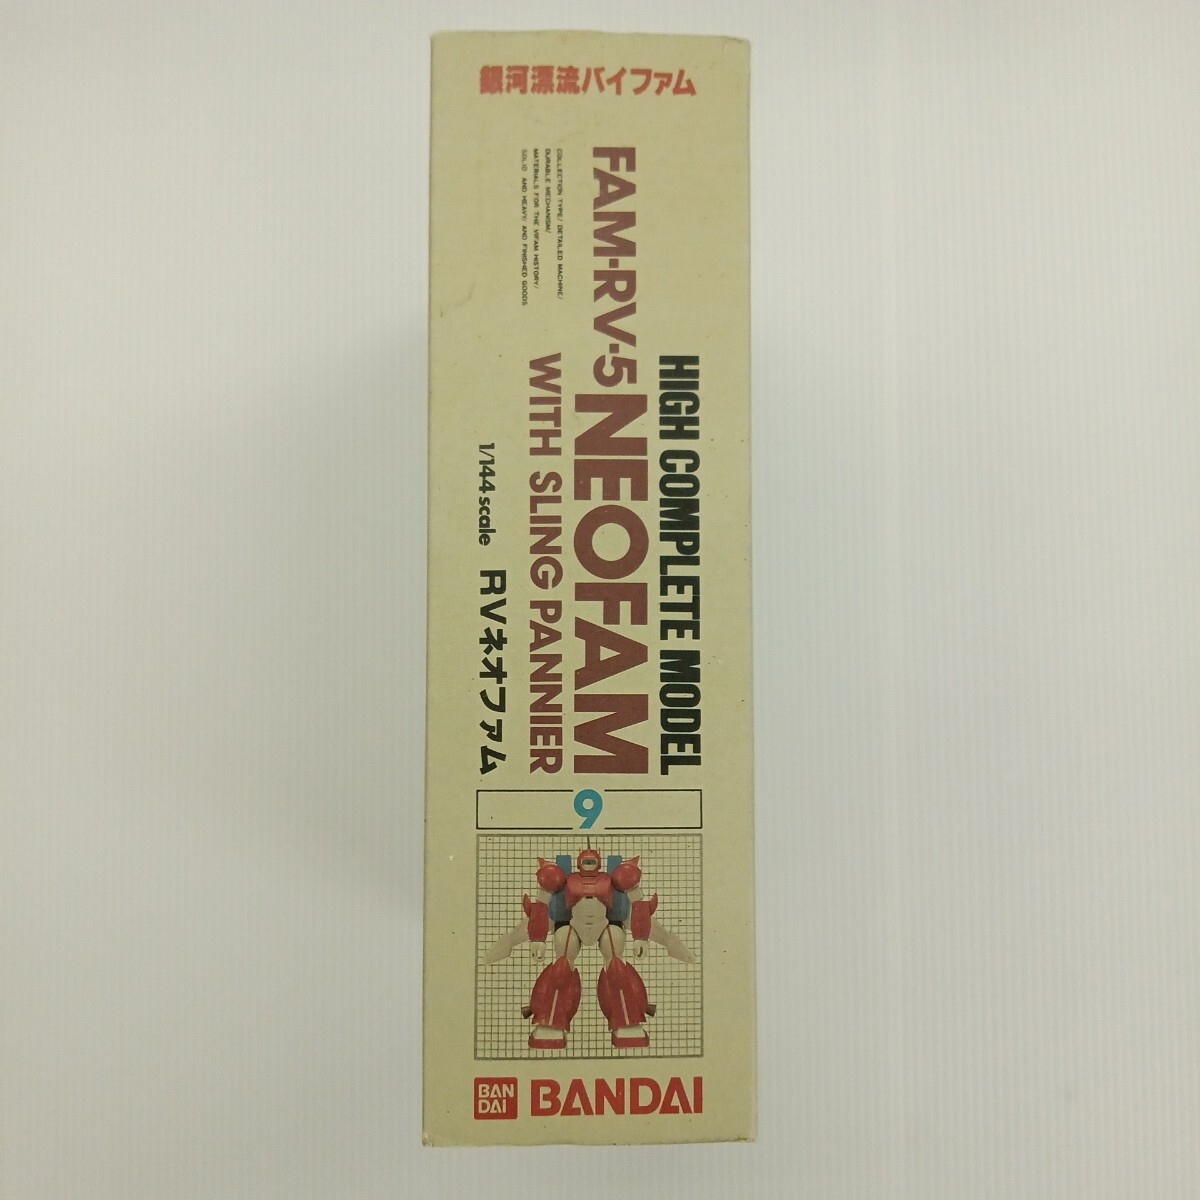 銀河漂流バイファム
HIGH COMPLETE MODEL
FAM·RV·5 NEOFAM
WITH SLING PANNIER
1/144 scale RVネオファム
COLLECTION TYPE/ DETAILED MACHINE/
DURABLE MECHANISM/
MATERIALS FOR THE VIFAM HISTORY/
SOLID AND HEAVY/ AND FINISHED GOODS
9
BAN
DAI
BANDAI